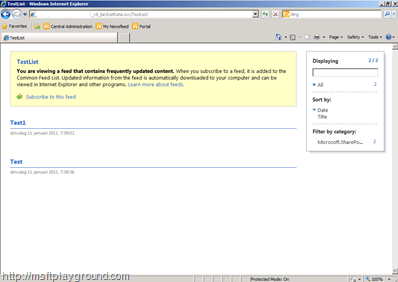 TestList - Windows Internet Explorer
_vti_bin/ListData.svc/TestList/
Bing
Favorites
Central Administration
My Newsfeed
Portal
TestList
Page
Safety
Tools
TestList
You are viewing a feed that contains frequently updated content. When you subscribe to a feed, it is added to the
Common Feed List. Updated information from the feed is automatically downloaded to your computer and can be
viewed in Internet Explorer and other programs. Learn more about feeds.
Subscribe to this feed
Test1
dinsdag 11 januari 2011, 7:59:02
Test
dinsdag 11 januari 2011, 7:58:56
Displaying 2 / 2
All 2
Sort by:
Date
Title
Filter by category:
Microsoft.SharePo... 2
http://msftplayground.com
Protected Mode: On
100%